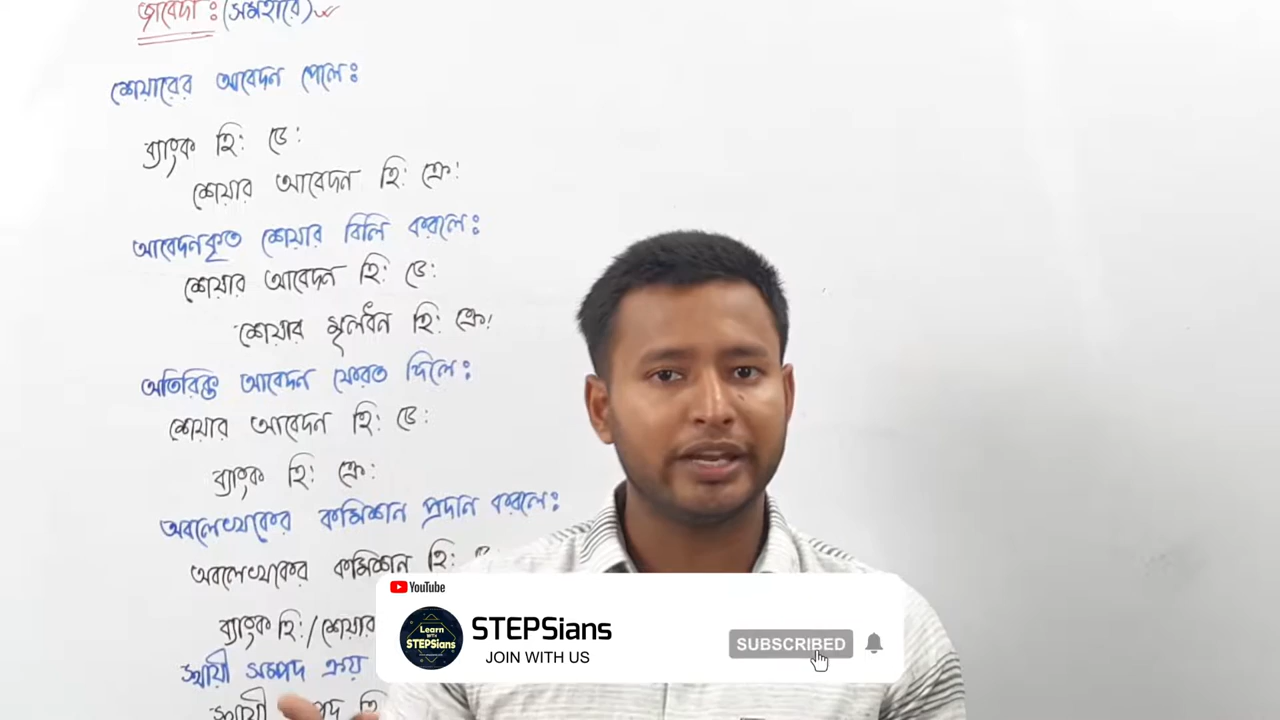 জাবেদা : (সমহারে)
শেয়ারের আবেদন পেলে :
ব্যাংক হি: ডে:
শেয়ার আবেদন হি: ক্রে:
আবেদনকৃত শেয়ার বিলি করলে :
শেয়ার আবেদন হি: ডে:
শেয়ার মূলধন হি: ক্রে:
অতিরিক্ত আবেদন ফেরত দিলে :
শেয়ার আবেদন হি: ডে:
ব্যাংক হি: ক্রে:
অবলেখকের কমিশন প্রদান করলে :
অবলেখকের কমিশন হি:
ব্যাংক হি:/শেয়ার
স্থায়ী সম্পদ ক্রয়
স্থায়ী
YouTube
Learn
WITH
STEPSians
STEPSians
JOIN WITH US
SUBSCRIBED